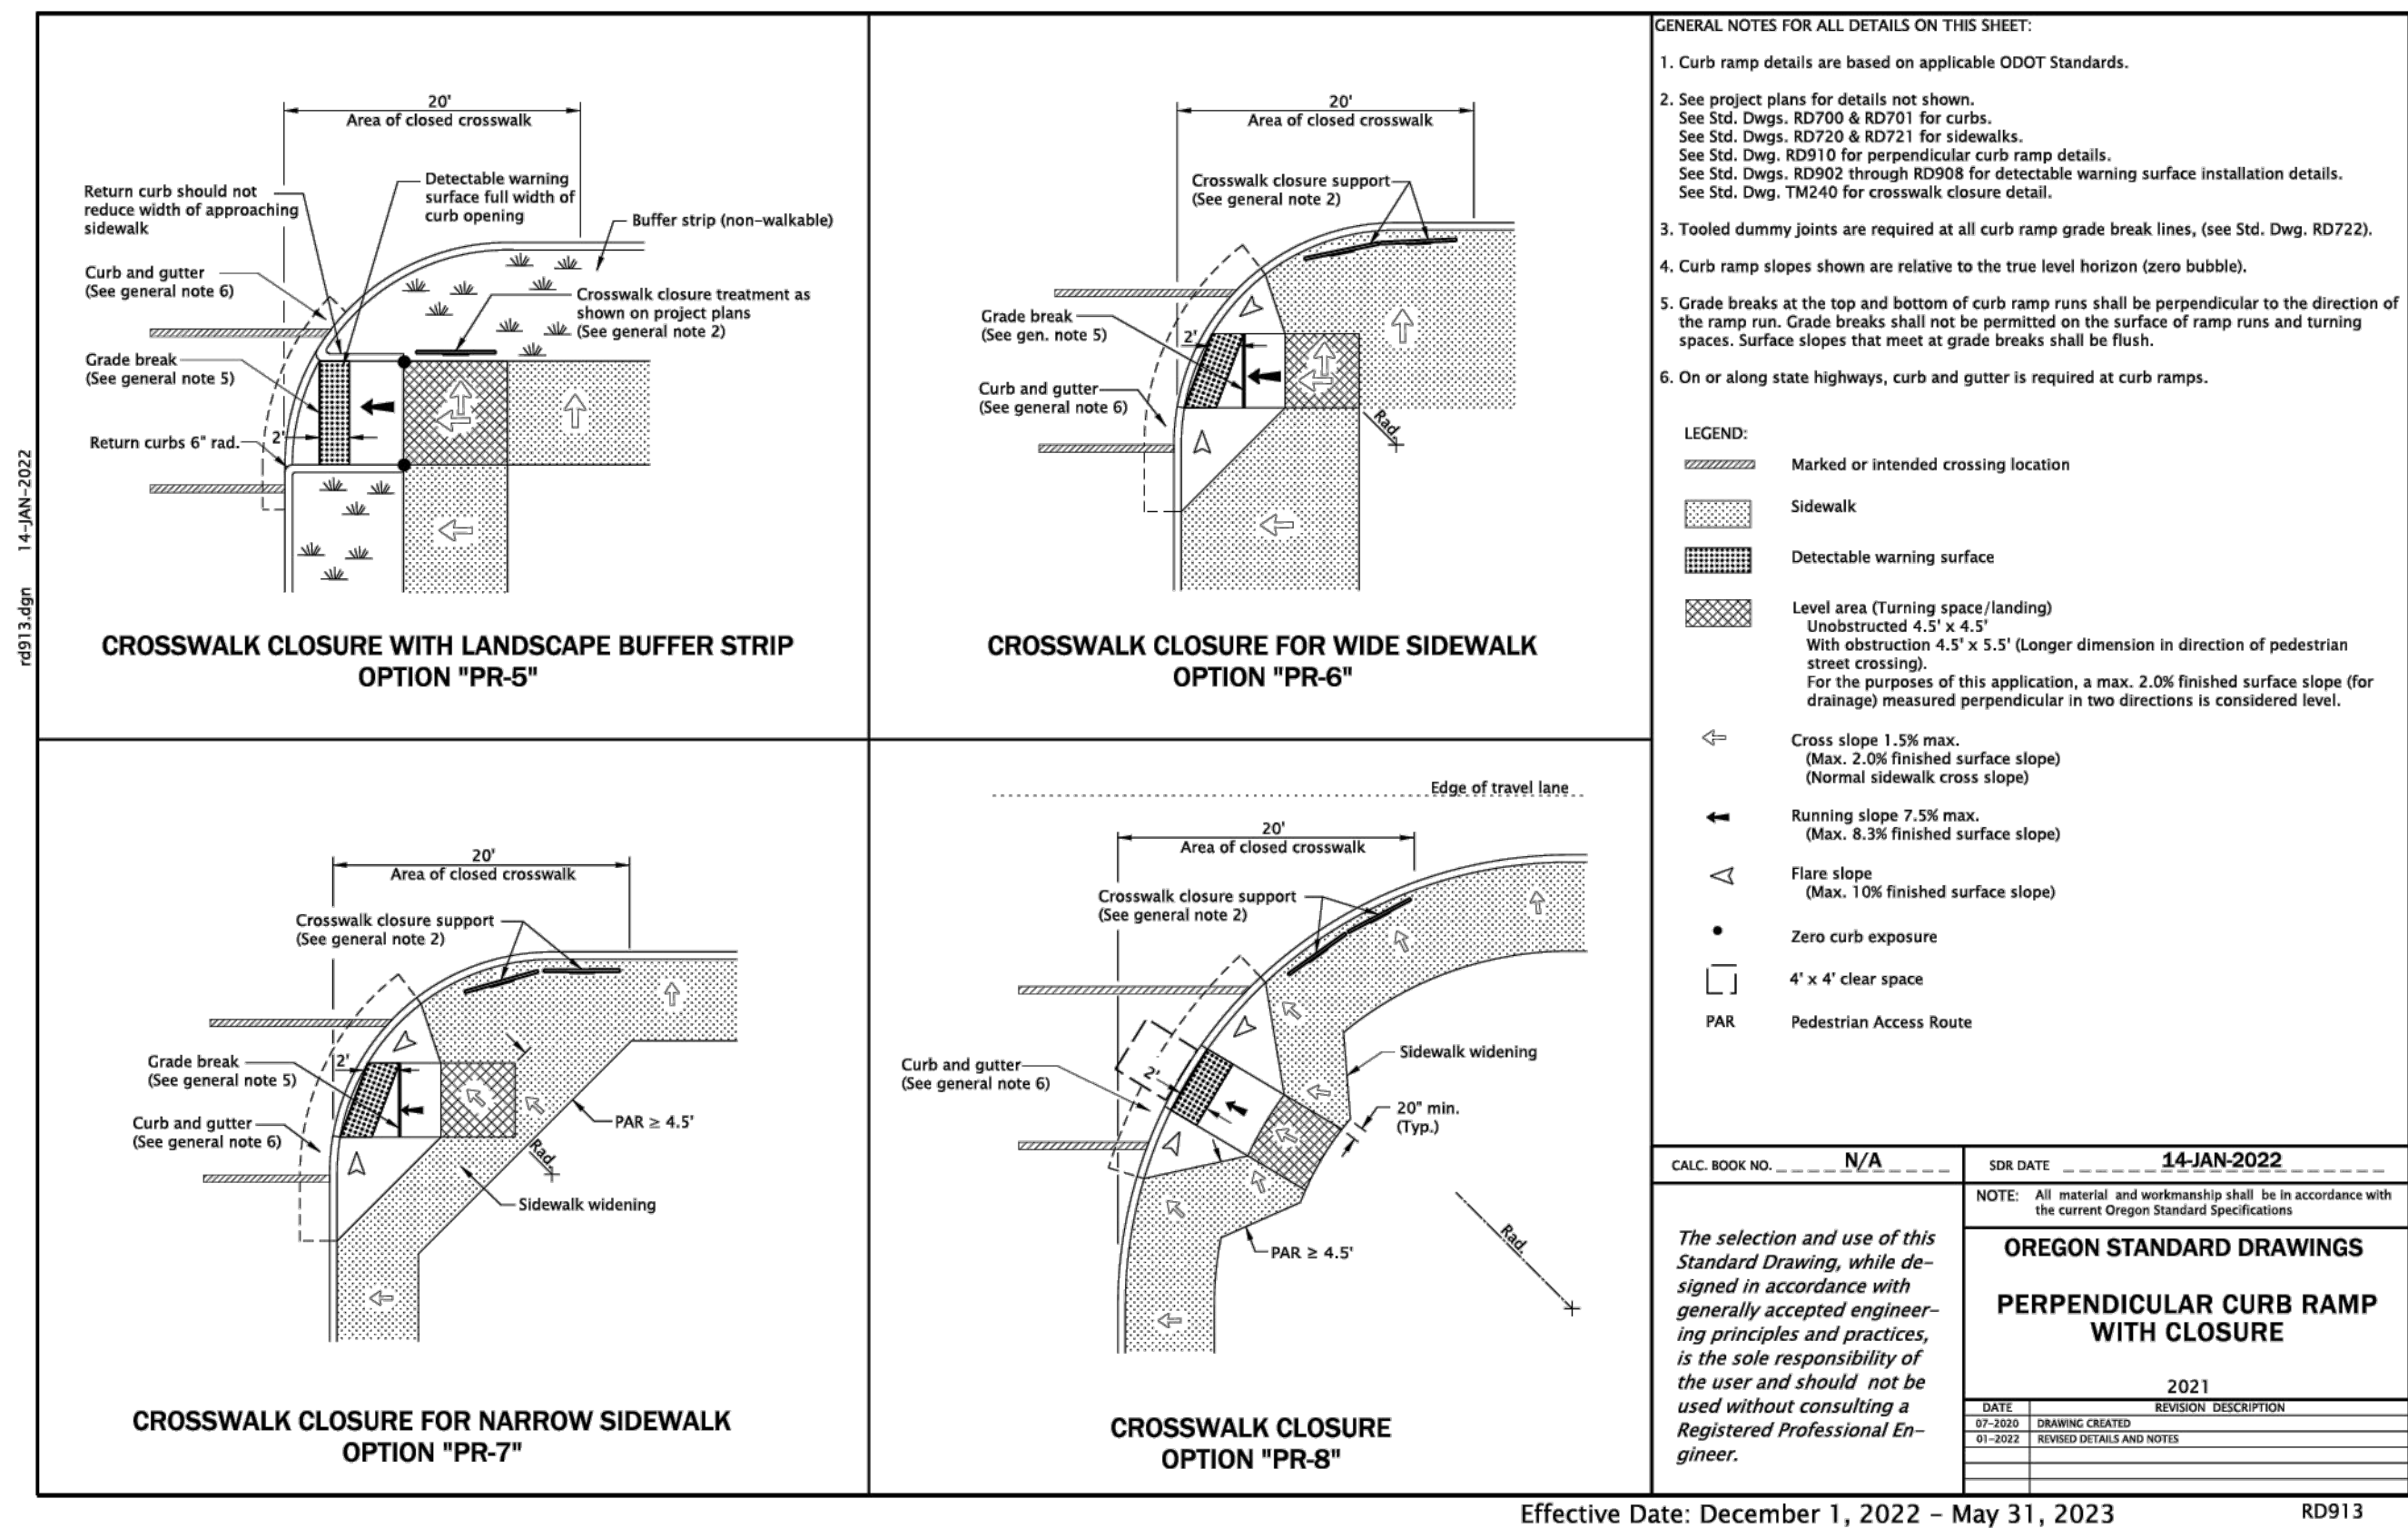 20'
Area of closed crosswalk
Return curb should not
reduce width of approaching
sidewalk
Detectable warning
surface full width of
curb opening
Buffer strip (non-walkable)
Curb and gutter
(See general note 6)
Crosswalk closure treatment as
shown on project plans
(See general note 2)
Grade break
(See general note 5)
Return curbs 6" rad.
2'
CROSSWALK CLOSURE WITH LANDSCAPE BUFFER STRIP
OPTION "PR-5"
20'
Area of closed crosswalk
Crosswalk closure support
(See general note 2)
Grade break
(See gen. note 5)
2'
Curb and gutter
(See general note 6)
Rad.
CROSSWALK CLOSURE FOR WIDE SIDEWALK
OPTION "PR-6"
20'
Area of closed crosswalk
Crosswalk closure support
(See general note 2)
Grade break
(See general note 5)
2'
Curb and gutter
(See general note 6)
PAR ≥ 4.5'
Rad.
Sidewalk widening
CROSSWALK CLOSURE FOR NARROW SIDEWALK
OPTION "PR-7"
Edge of travel lane
20'
Area of closed crosswalk
Crosswalk closure support
(See general note 2)
Curb and gutter
(See general note 6)
2'
Sidewalk widening
20" min.
(Typ.)
PAR ≥ 4.5'
Rad.
CROSSWALK CLOSURE
OPTION "PR-8"
GENERAL NOTES FOR ALL DETAILS ON THIS SHEET:
1. Curb ramp details are based on applicable ODOT Standards.
2. See project plans for details not shown.
See Std. Dwgs. RD700 & RD701 for curbs.
See Std. Dwgs. RD720 & RD721 for sidewalks.
See Std. Dwg. RD910 for perpendicular curb ramp details.
See Std. Dwgs. RD902 through RD908 for detectable warning surface installation details.
See Std. Dwg. TM240 for crosswalk closure detail.
3. Tooled dummy joints are required at all curb ramp grade break lines, (see Std. Dwg. RD722).
4. Curb ramp slopes shown are relative to the true level horizon (zero bubble).
5. Grade breaks at the top and bottom of curb ramp runs shall be perpendicular to the direction of
the ramp run. Grade breaks shall not be permitted on the surface of ramp runs and turning
spaces. Surface slopes that meet at grade breaks shall be flush.
6. On or along state highways, curb and gutter is required at curb ramps.
LEGEND:
Marked or intended crossing location
Sidewalk
Detectable warning surface
Level area (Turning space/landing)
Unobstructed 4.5' x 4.5'
With obstruction 4.5' x 5.5' (Longer dimension in direction of pedestrian
street crossing).
For the purposes of this application, a max. 2.0% finished surface slope (for
drainage) measured perpendicular in two directions is considered level.
Cross slope 1.5% max.
(Max. 2.0% finished surface slope)
(Normal sidewalk cross slope)
Running slope 7.5% max.
(Max. 8.3% finished surface slope)
Flare slope
(Max. 10% finished surface slope)
Zero curb exposure
4' x 4' clear space
PAR Pedestrian Access Route
CALC. BOOK NO. N/A
SDR DATE 14-JAN-2022
NOTE: All material and workmanship shall be in accordance with
the current Oregon Standard Specifications
The selection and use of this
Standard Drawing, while de-
signed in accordance with
generally accepted engineer-
ing principles and practices,
is the sole responsibility of
the user and should not be
used without consulting a
Registered Professional En-
gineer.
OREGON STANDARD DRAWINGS
PERPENDICULAR CURB RAMP
WITH CLOSURE
2021
DATE REVISION DESCRIPTION
07-2020 DRAWING CREATED
01-2022 REVISED DETAILS AND NOTES
rd913.dgn 14-JAN-2022
Effective Date: December 1, 2022 - May 31, 2023
RD913